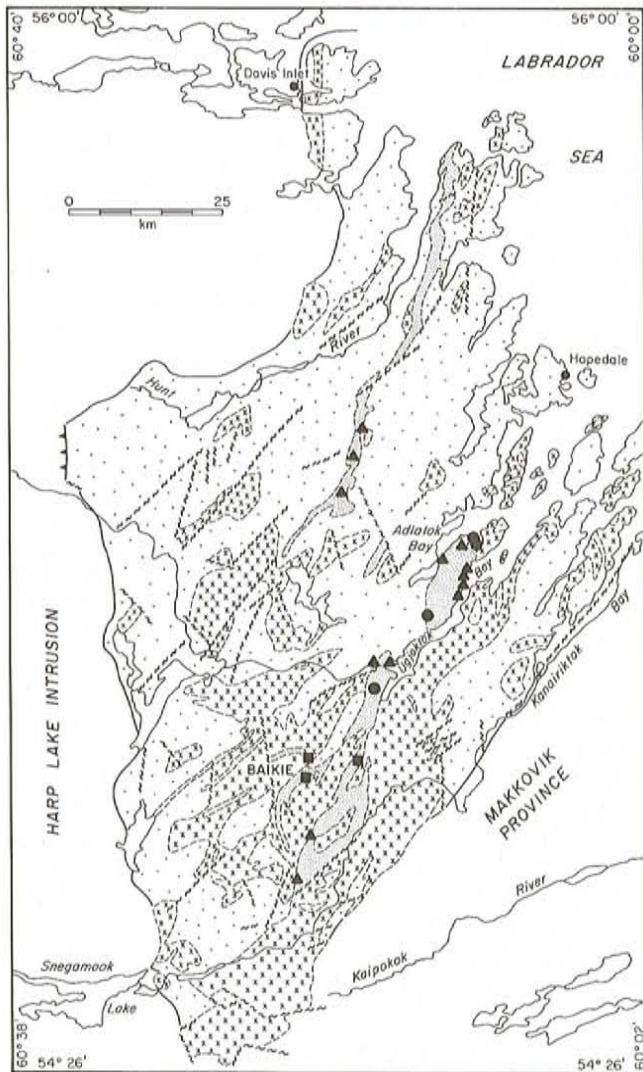 60° 40'
56° 00'
56° 00'
60° 00'
LABRADOR
SEA
Davis Inlet
0 25
km
River
Hunt
Hopedale
Adlatok
Bay
Bay
Ugjoktok
Bay
Kanairiktok
HARP LAKE INTRUSION
BAIKIE
MAKKOVIK
PROVINCE
River
Kaipokok
Snegamook
Lake
60° 38'
54° 26'
54° 26'
60° 02'